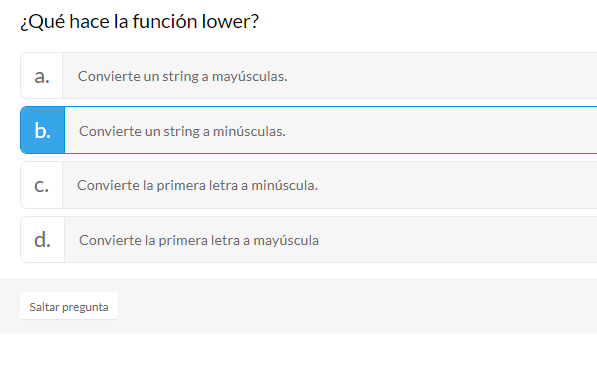 ¿Qué hace la función lower?
a. Convierte un string a mayúsculas.
b. Convierte un string a minúsculas.
c. Convierte la primera letra a minúscula.
d. Convierte la primera letra a mayúscula
Saltar pregunta